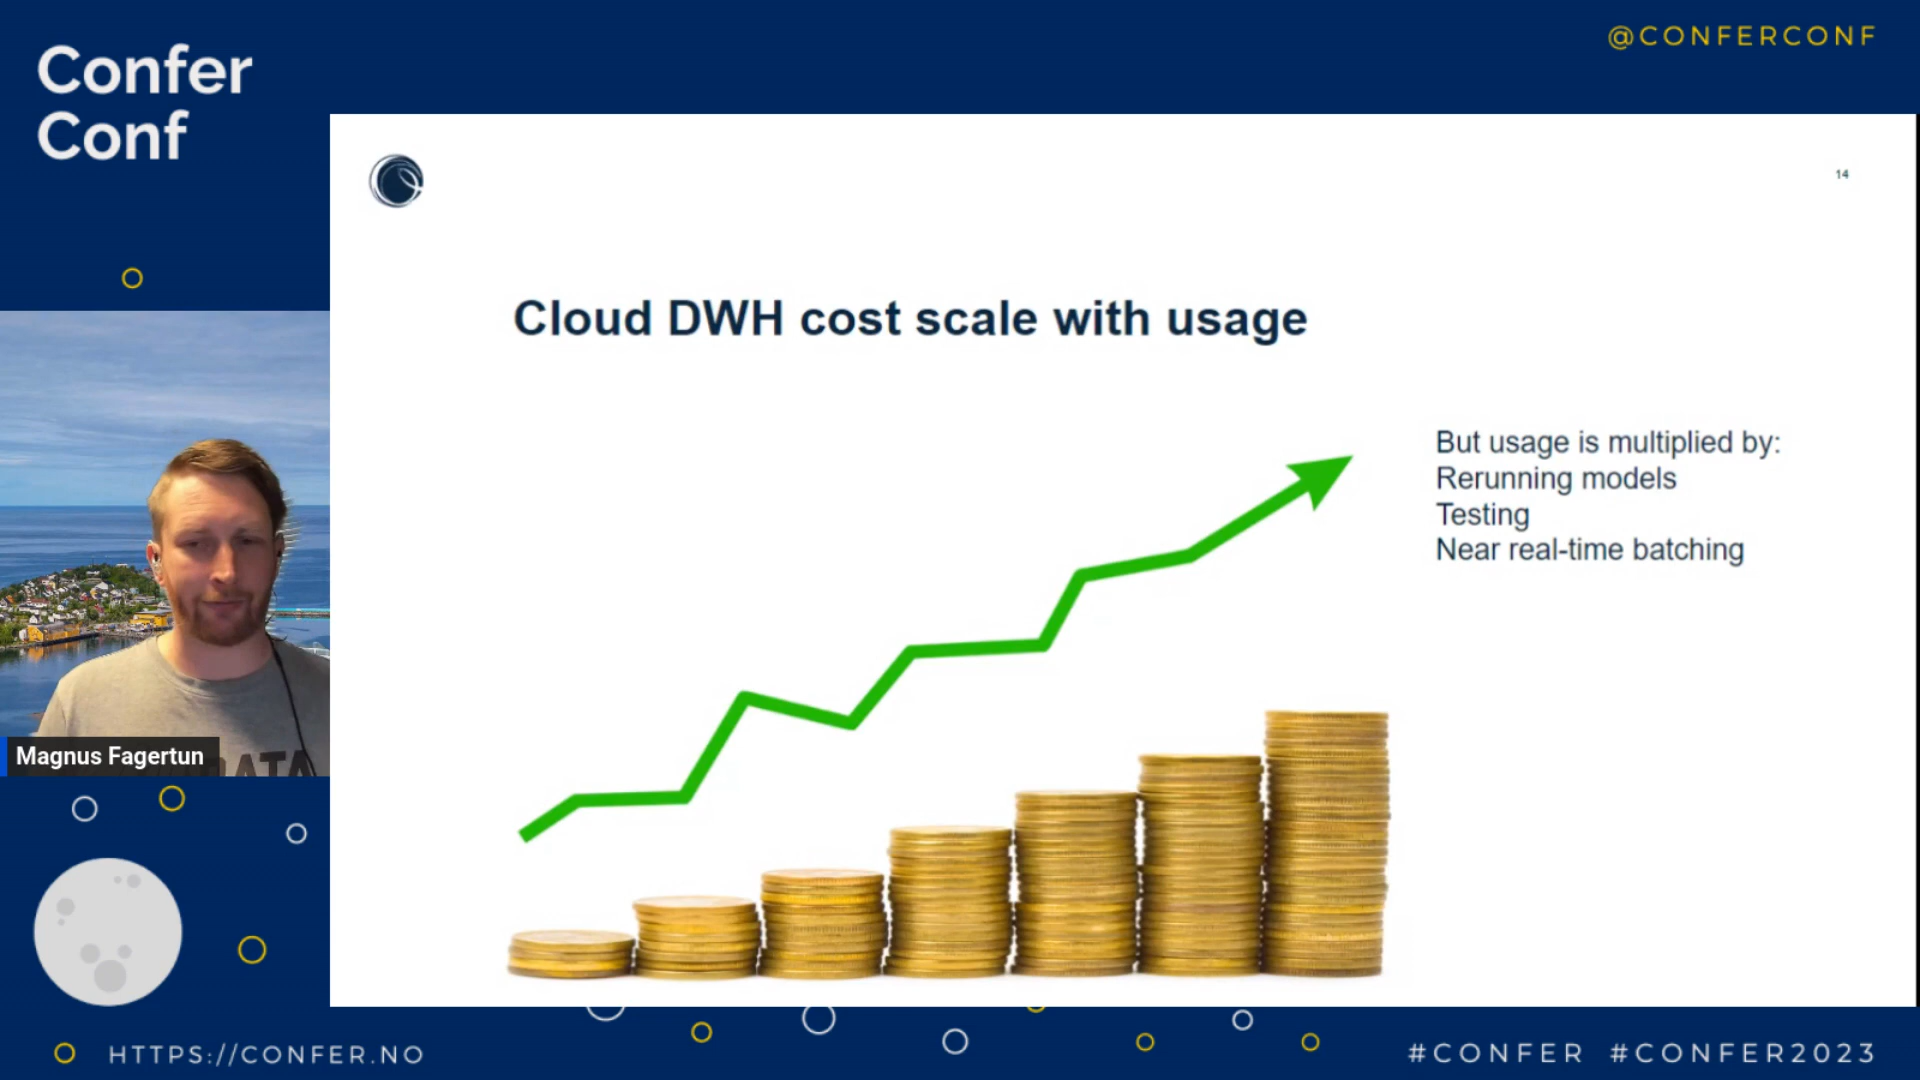 Confer
Conf
@CONFERCONF
14
Cloud DWH cost scale with usage
But usage is multiplied by:
Rerunning models
Testing
Near real-time batching
Magnus Fagertun
HTTPS://CONFER.NO
#CONFER #CONFER2023